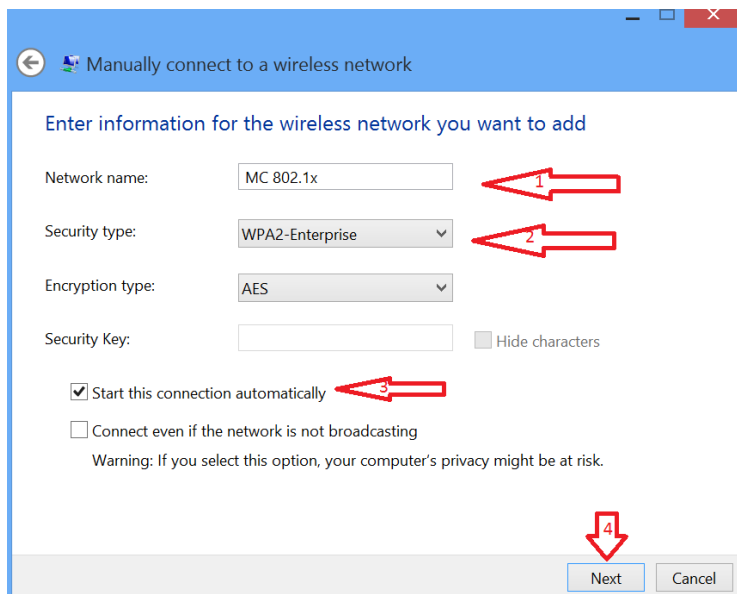 Manually connect to a wireless network
Enter information for the wireless network you want to add
Network name: MC 802.1x 1
Security type: WPA2-Enterprise 2
Encryption type: AES
Security Key: Hide characters
Start this connection automatically 3
Connect even if the network is not broadcasting
Warning: If you select this option, your computer's privacy might be at risk.
4
Next Cancel